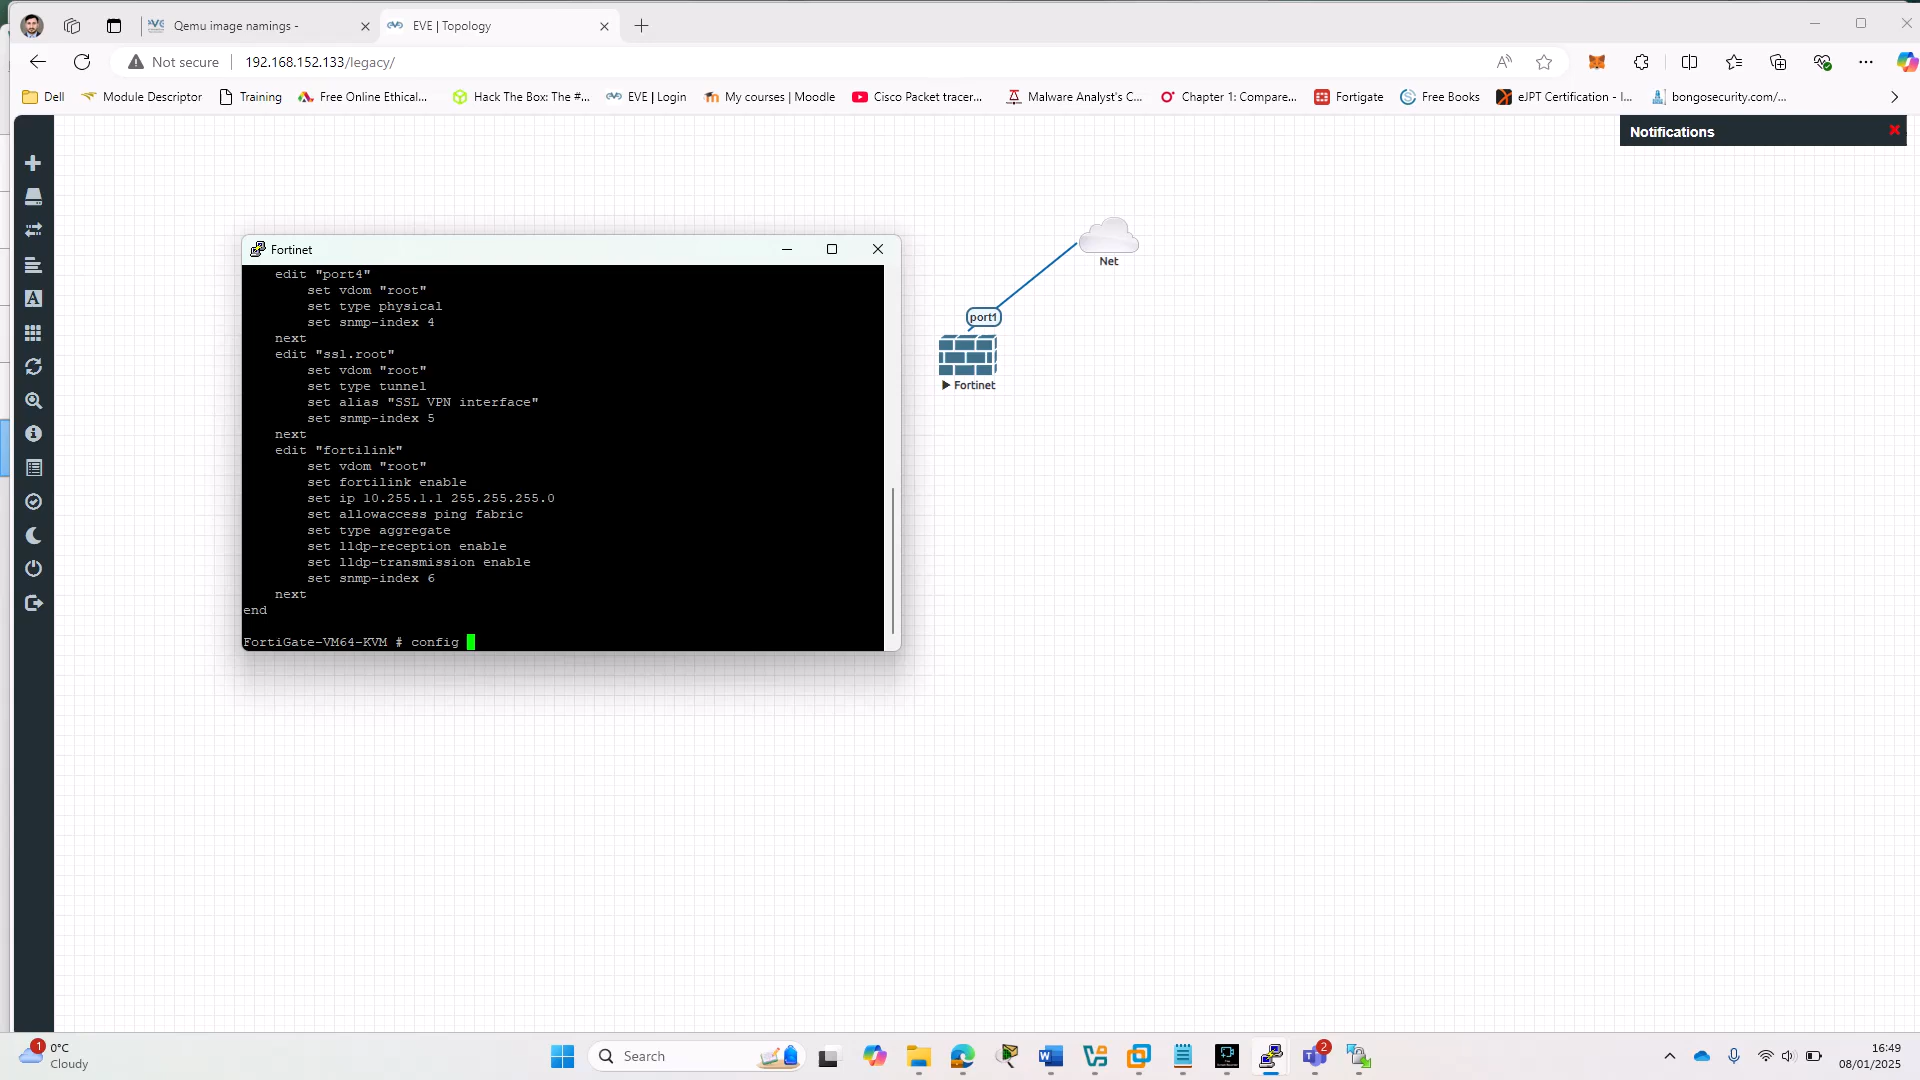 Qemu image namings -
EVE | Topology
Not secure
192.168.152.133/legacy/
Dell
Module Descriptor
Training
Free Online Ethical...
Hack The Box: The #...
EVE | Login
My courses | Moodle
Cisco Packet tracer...
Malware Analyst's C...
Chapter 1: Compare...
Fortigate
Free Books
eJPT Certification - I...
bongosecurity.com/...
Notifications
Net
port1
Fortinet
Fortinet
edit "port4"
set vdom "root"
set type physical
set snmp-index 4
next
edit "ssl.root"
set vdom "root"
set type tunnel
set alias "SSL VPN interface"
set snmp-index 5
next
edit "fortilink"
set vdom "root"
set fortilink enable
set ip 10.255.1.1 255.255.255.0
set allowaccess ping fabric
set type aggregate
set lldp-reception enable
set lldp-transmission enable
set snmp-index 6
next
end
FortiGate-VM64-KVM # config
1
0°C
Cloudy
Search
2
16:49
08/01/2025